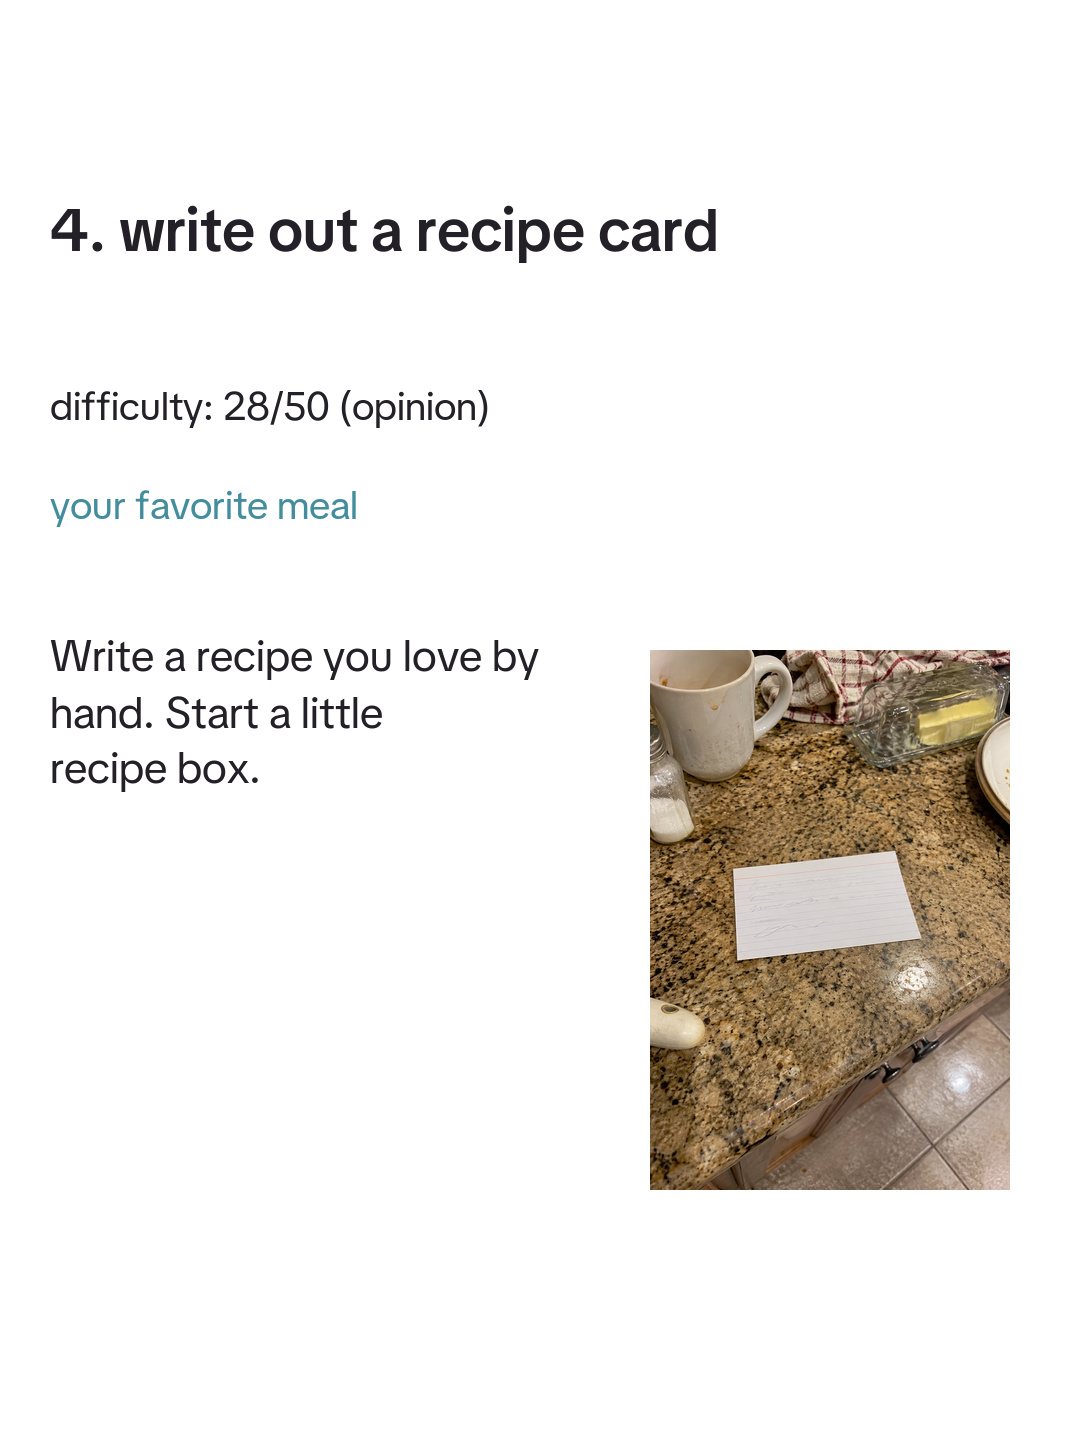 4. write out a recipe card
difficulty: 28/50 (opinion)
your favorite meal
Write a recipe you love by
hand. Start a little
recipe box.